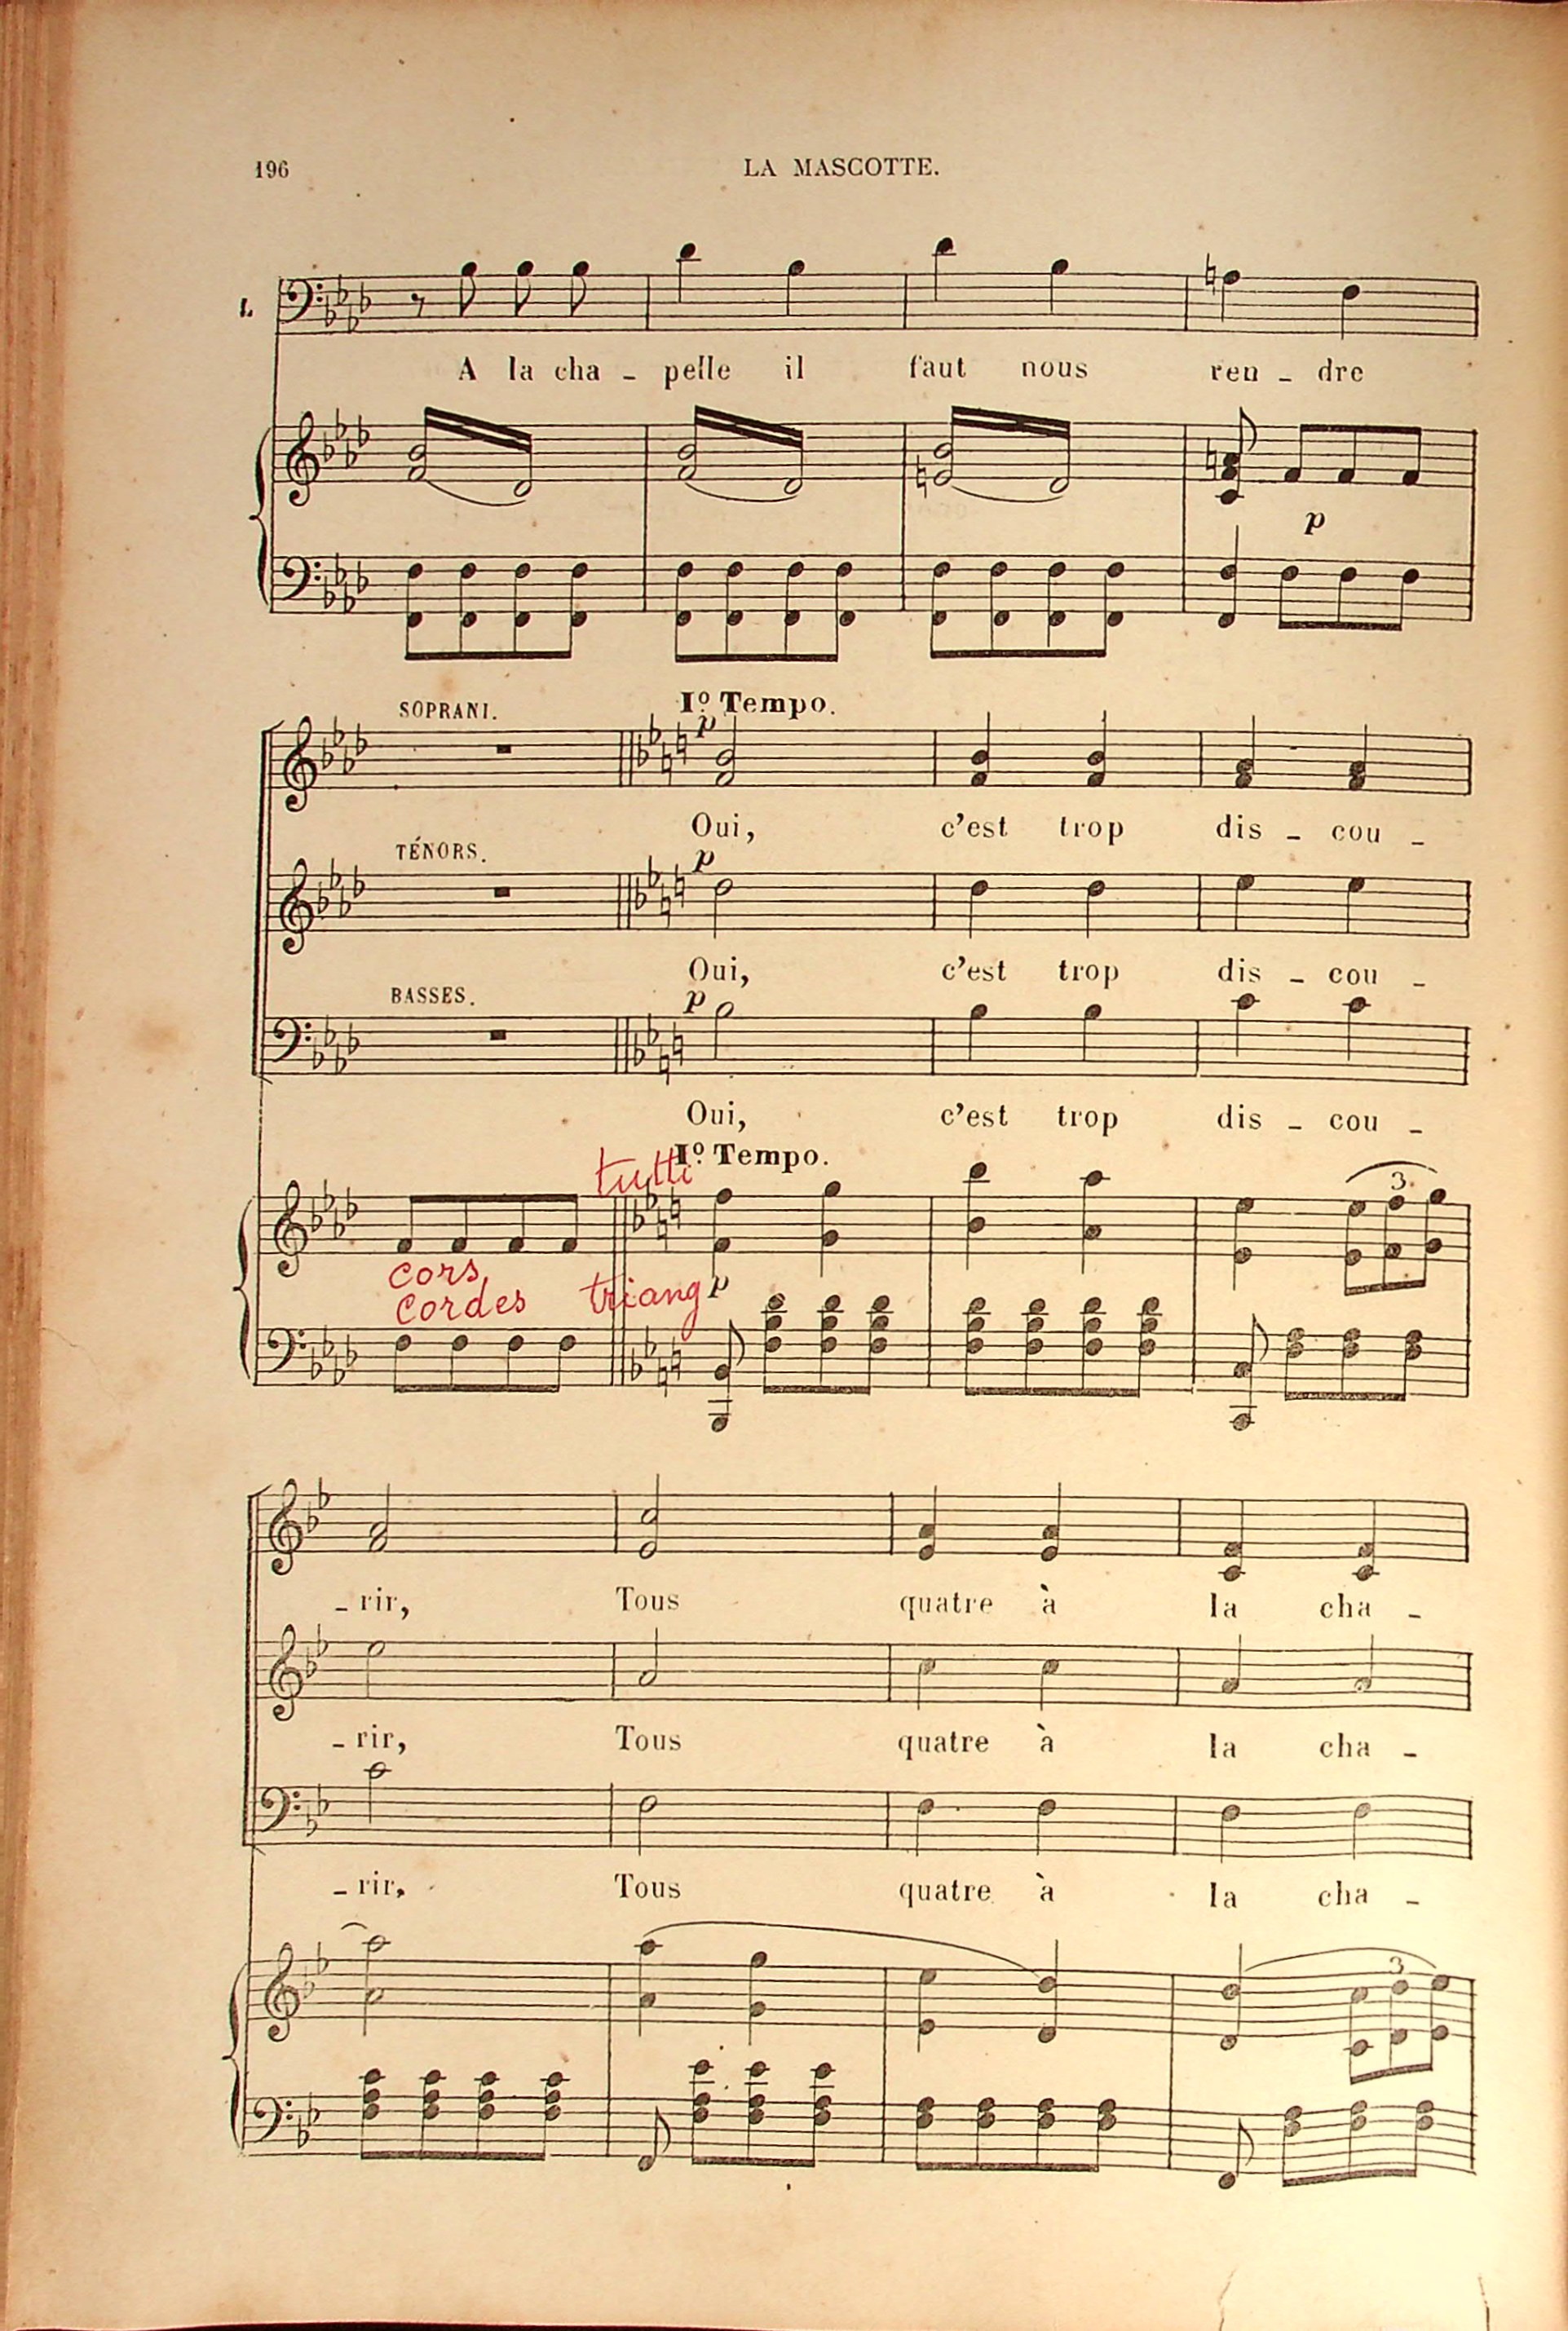 196
LA MASCOTTE.
L.
A la cha - pelle il faut nous ren - dre
p
SOPRANI.
Iº Tempo.
p
Oui, c'est trop dis - cou -
TÉNORS.
p
Oui, c'est trop dis - cou -
BASSES.
p
Oui, c'est trop dis - cou -
tutti
Iº Tempo.
3
cors
cordes triang
p
- rir, Tous quatre à la cha -
- rir, Tous quatre à la cha -
- rir, Tous quatre à la cha -
3